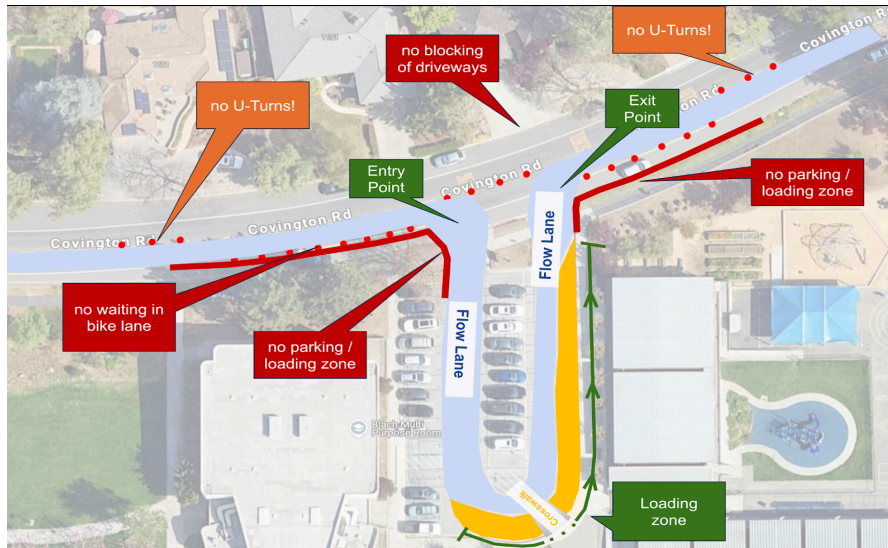 no U-Turns!
Covington Rd
no blocking
of driveways
no U-Turns!
Exit
Point
Entry
Point
Covington Rd
no parking /
loading zone
Covington Rd
Covington Rd
Flow Lane
no waiting in
bike lane
no parking /
loading zone
Flow Lane
Blach Multi
Purpose Room
Crosswalk
Loading
zone